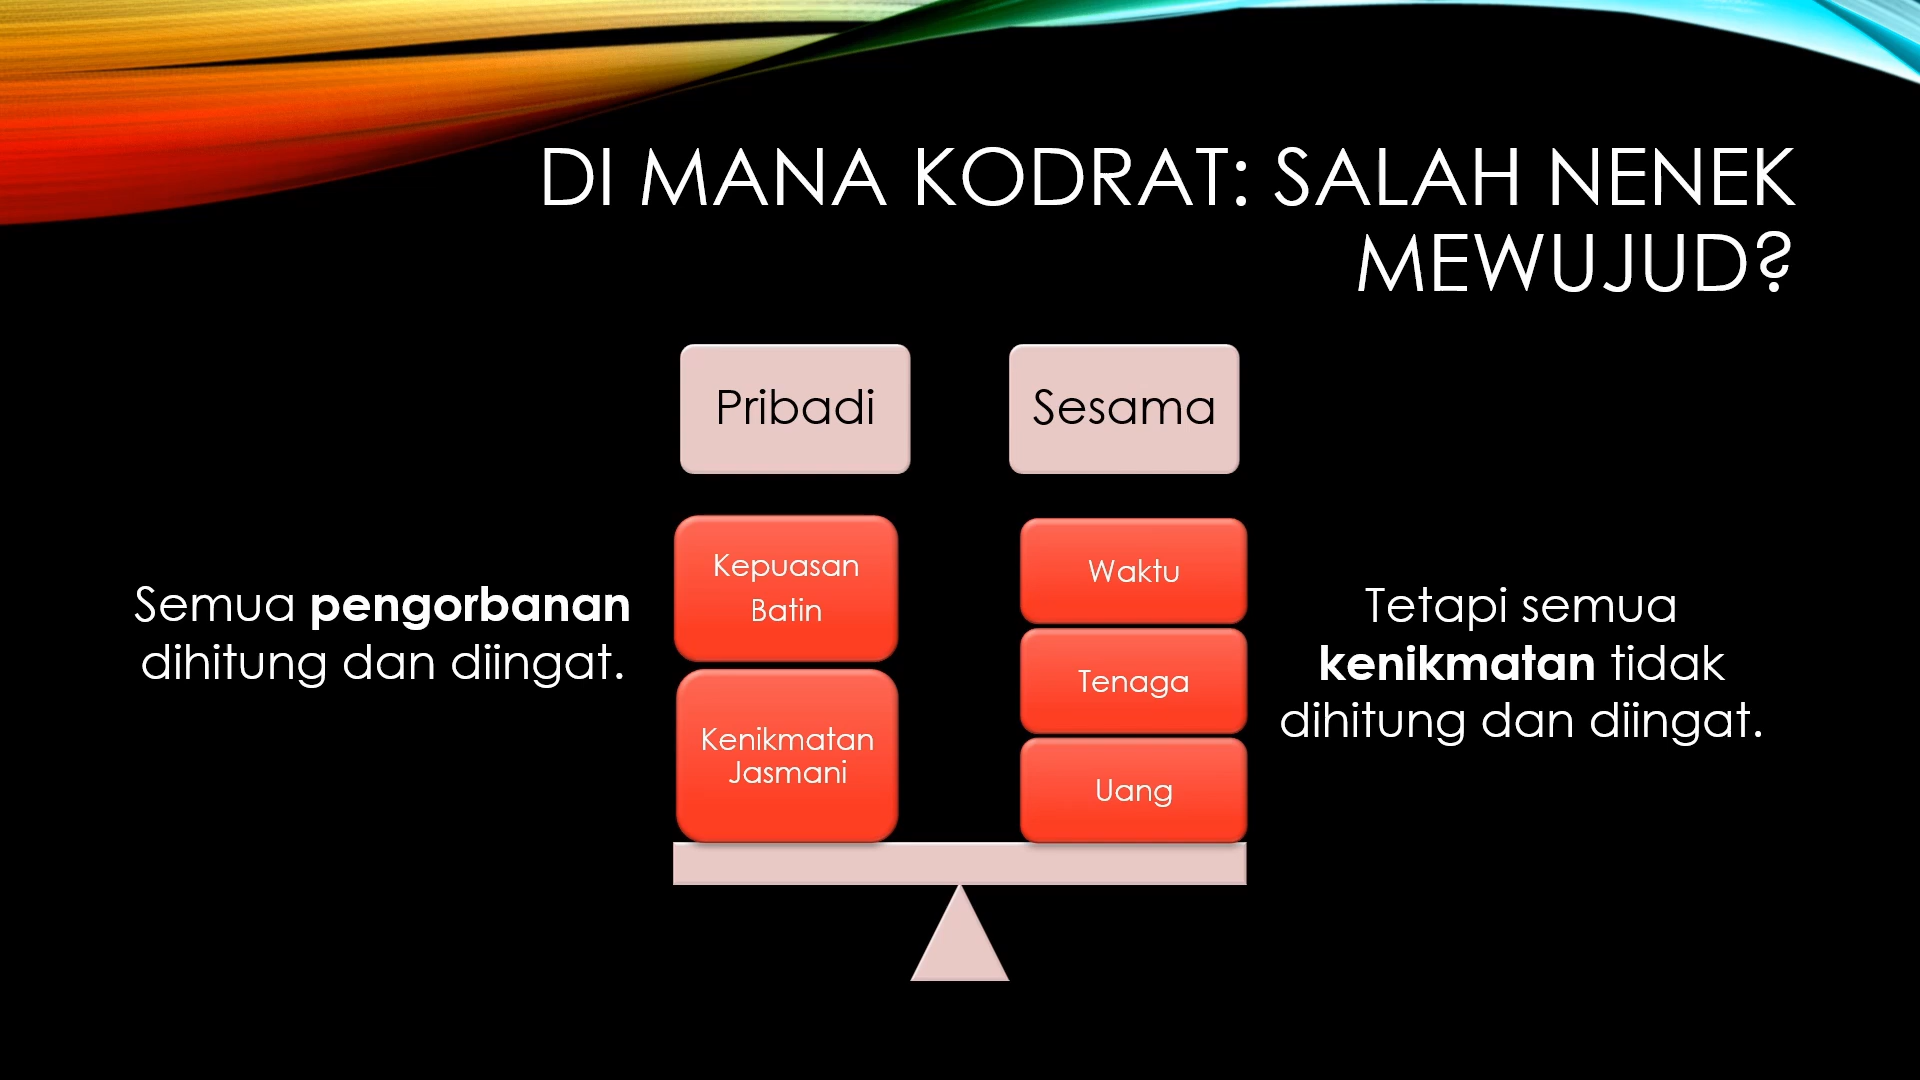 DI MANA KODRAT: SALAH NENEK
MEWUJUD?
Pribadi
Sesama
Semua pengorbanan
dihitung dan diingat.
Kepuasan
Batin
Kenikmatan
Jasmani
Waktu
Tenaga
Uang
Tetapi semua
kenikmatan tidak
dihitung dan diingat.